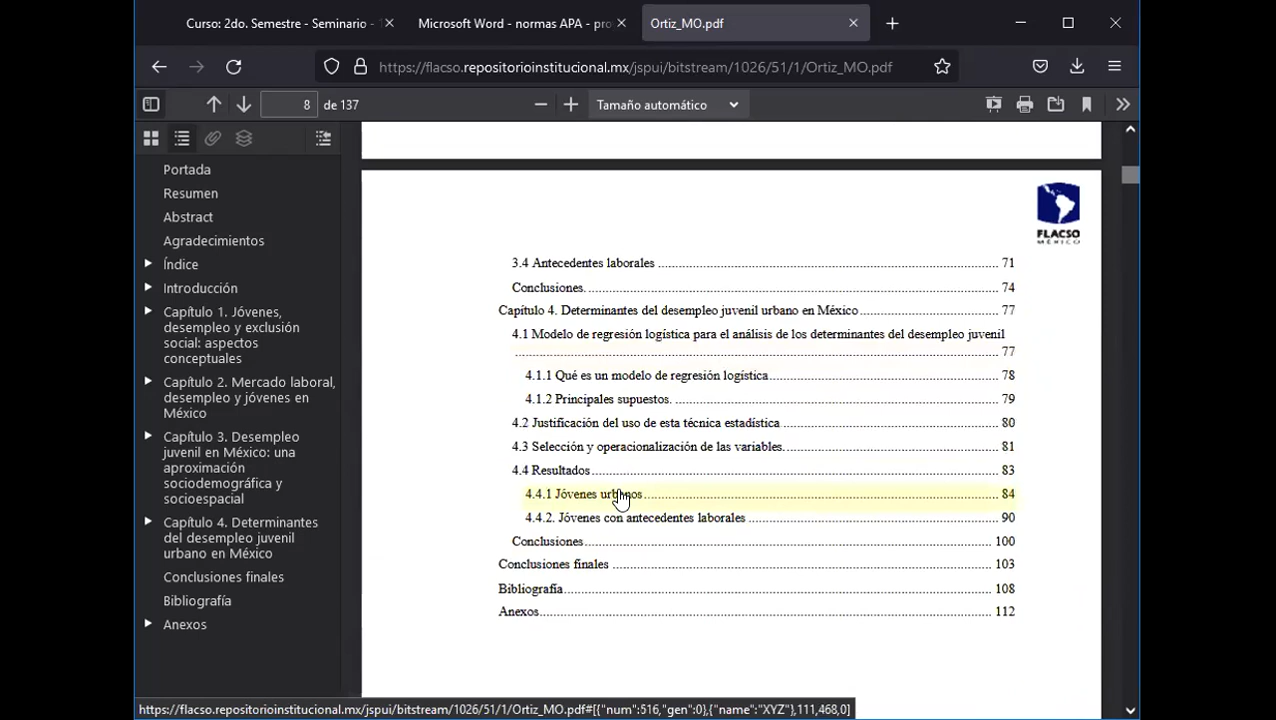 Curso: 2do. Semestre - Seminario -
Microsoft Word - normas APA - pro
Ortiz_MO.pdf
https://flacso.repositorioinstitucional.mx/jspui/bitstream/1026/51/1/Ortiz_MO.pdf
8 de 137
Tamaño automático
Portada
Resumen
Abstract
Agradecimientos
Índice
Introducción
Capítulo 1. Jóvenes,
desempleo y exclusión
social: aspectos
conceptuales
Capítulo 2. Mercado laboral,
desempleo y jóvenes en
México
Capítulo 3. Desempleo
juvenil en México: una
aproximación
sociodemográfica y
socioespacial
Capítulo 4. Determinantes
del desempleo juvenil
urbano en México
Conclusiones finales
Bibliografía
Anexos
FLACSO
MÉXICO
3.4 Antecedentes laborales 71
Conclusiones. 74
Capítulo 4. Determinantes del desempleo juvenil urbano en México 77
4.1 Modelo de regresión logística para el análisis de los determinantes del desempleo juvenil
77
4.1.1 Qué es un modelo de regresión logística 78
4.1.2 Principales supuestos. 79
4.2 Justificación del uso de esta técnica estadística 80
4.3 Selección y operacionalización de las variables. 81
4.4 Resultados 83
4.4.1 Jóvenes urbanos 84
4.4.2. Jóvenes con antecedentes laborales 90
Conclusiones 100
Conclusiones finales 103
Bibliografía 108
Anexos 112
https://flacso.repositorioinstitucional.mx/jspui/bitstream/1026/51/1/Ortiz_MO.pdf#[{"num":516,"gen":0},{"name":"XYZ"},111,468,0]